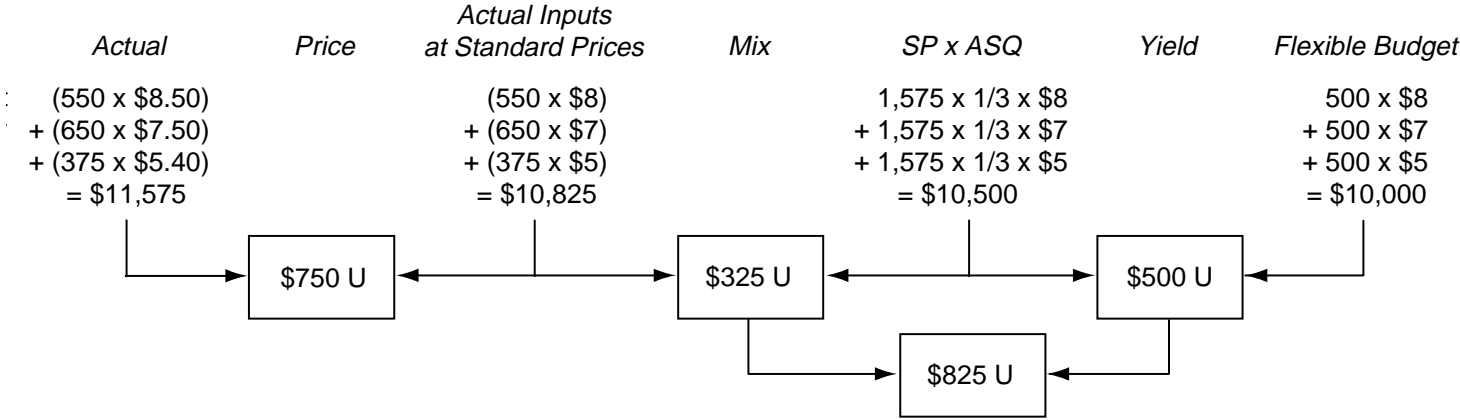 Actual
Price
Actual Inputs
at Standard Prices
Mix
SP x ASQ
Yield
Flexible Budget
(550 x $8.50)
+ (650 x $7.50)
+ (375 x $5.40)
= $11,575
(550 x $8)
+ (650 x $7)
+ (375 x $5)
= $10,825
1,575 x 1/3 x $8
+ 1,575 x 1/3 x $7
+ 1,575 x 1/3 x $5
= $10,500
500 x $8
+ 500 x $7
+ 500 x $5
= $10,000
$750 U
$325 U
$500 U
$825 U